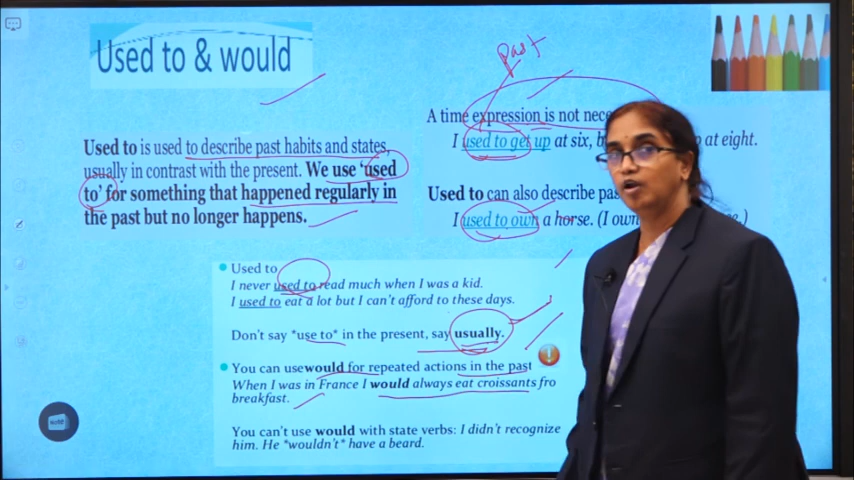 Used to & would
Used to is used to describe past habits and states,
usually in contrast with the present. We use 'used
to' for something that happened regularly in
the past but no longer happens.
past
A time expression is not
I used to get up at six, at eight.
Used to can also describe
I used to own a horse. (I
Used to
I never used to read much when I was a kid.
I used to eat a lot but I can't afford to these days.
Don't say *use to* in the present, say usually.
You can use would for repeated actions in the past
When I was in France I would always eat croissants
breakfast.
You can't use would with state verbs: I didn't recognize
him. He *wouldn't* have a beard.